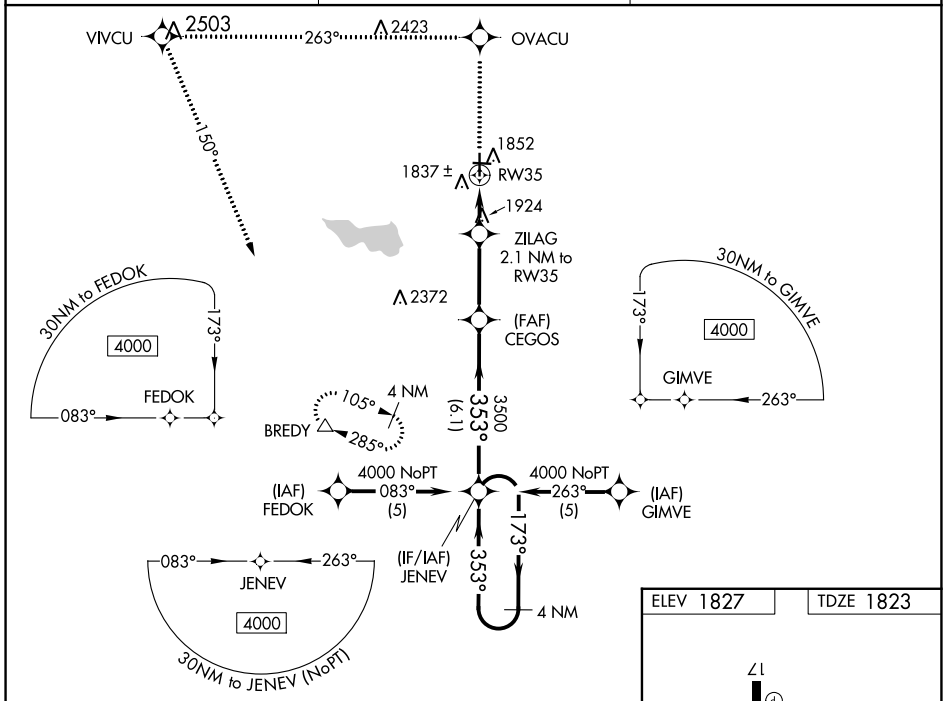 VIVCU
2503
263°
2423
OVACU
150°
1852
1837 ±
RW35
1924
ZILAG
2.1 NM to
RW35
2372
(FAF)
CEGOS
30NM to FEDOK
4000
173°
083°
FEDOK
30NM to GIMVE
173°
4000
GIMVE
263°
BREDY
105°
4 NM
285°
3500
353°
(6.1)
(IAF)
FEDOK
4000 NoPT
083°
(5)
4000 NoPT
263°
(5)
(IAF)
GIMVE
(IF/IAF)
JENEV
353°
173°
4 NM
083°
263°
JENEV
4000
30NM to JENEV (NoPT)
ELEV 1827
TDZE 1823
17